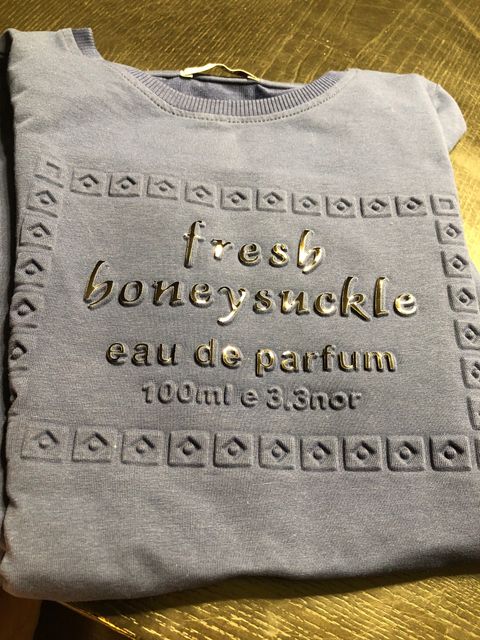 fresh
honeysuckle
eau de parfum
100ml e 3.3nor